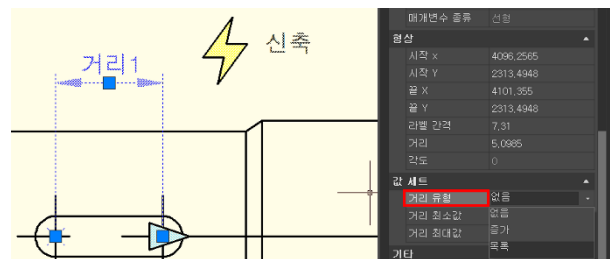 거리1
신축
매개변수 종류 선형
형상
시작 X 4096,2565
시작 Y 2313,4948
끝 X 4101,355
끝 Y 2313,4948
라벨 간격 7,31
거리 5,0985
각도 0
값 세트
거리 유형 없음
거리 최소값 없음
거리 최대값 증가
목록
기타